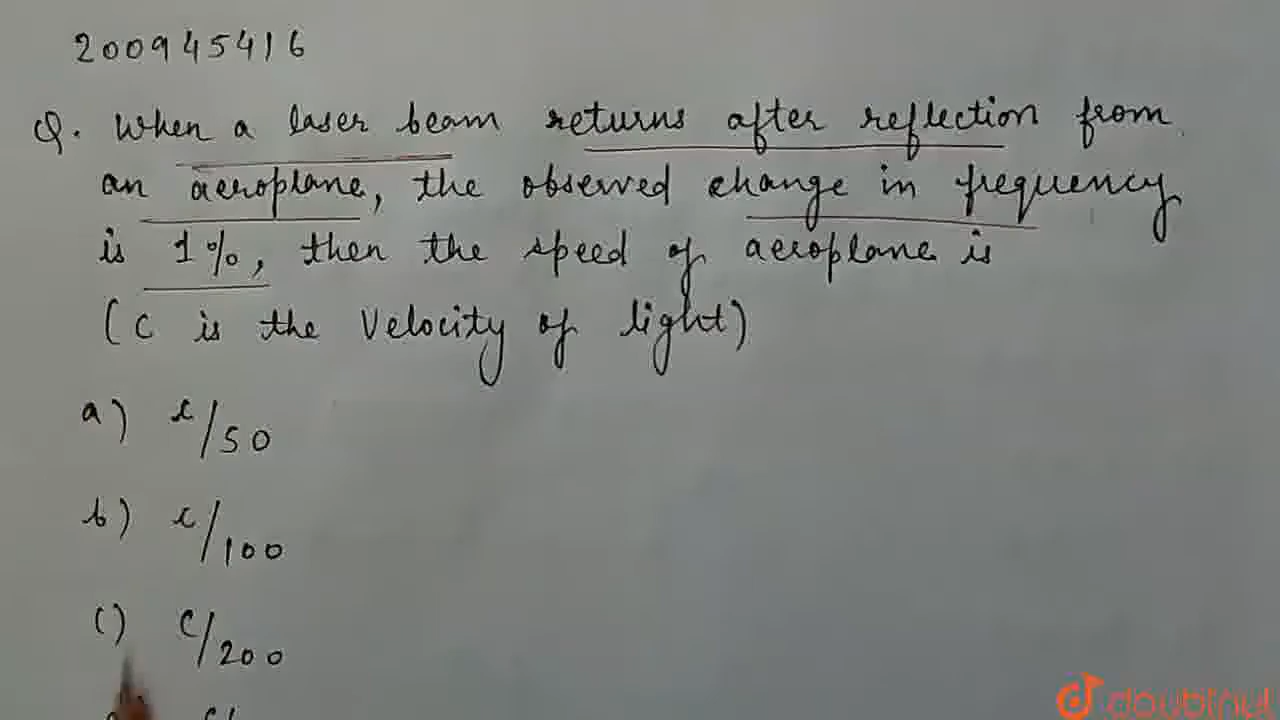 200945416
Q. When a laser beam returns after reflection from
an aeroplane, the observed change in frequency
is 1%, then the speed of aeroplane is
(C is the Velocity of light)
a) c/50
b) c/100
c) C/200
doubtnut